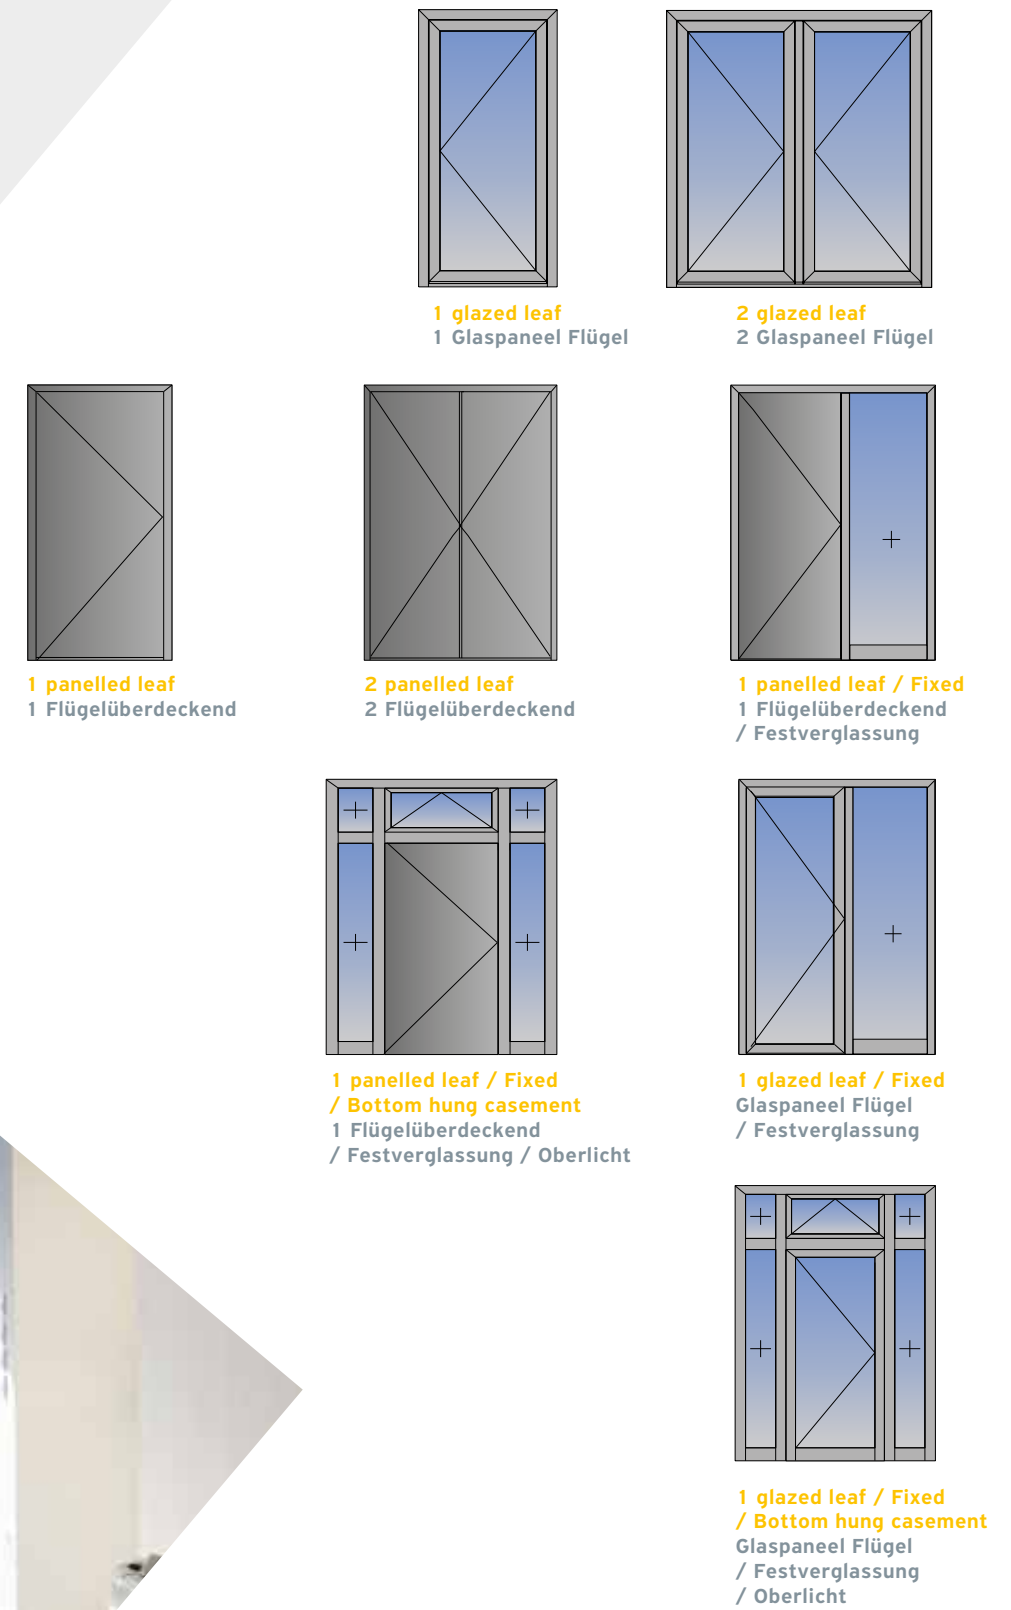 1 glazed leaf
1 Glaspaneel Flügel
2 glazed leaf
2 Glaspaneel Flügel
1 panelled leaf
1 Flügelüberdeckend
2 panelled leaf
2 Flügelüberdeckend
1 panelled leaf / Fixed
1 Flügelüberdeckend
/ Festverglassung
1 panelled leaf / Fixed
/ Bottom hung casement
1 Flügelüberdeckend
/ Festverglassung / Oberlicht
1 glazed leaf / Fixed
Glaspaneel Flügel
/ Festverglassung
1 glazed leaf / Fixed
/ Bottom hung casement
Glaspaneel Flügel
/ Festverglassung
/ Oberlicht